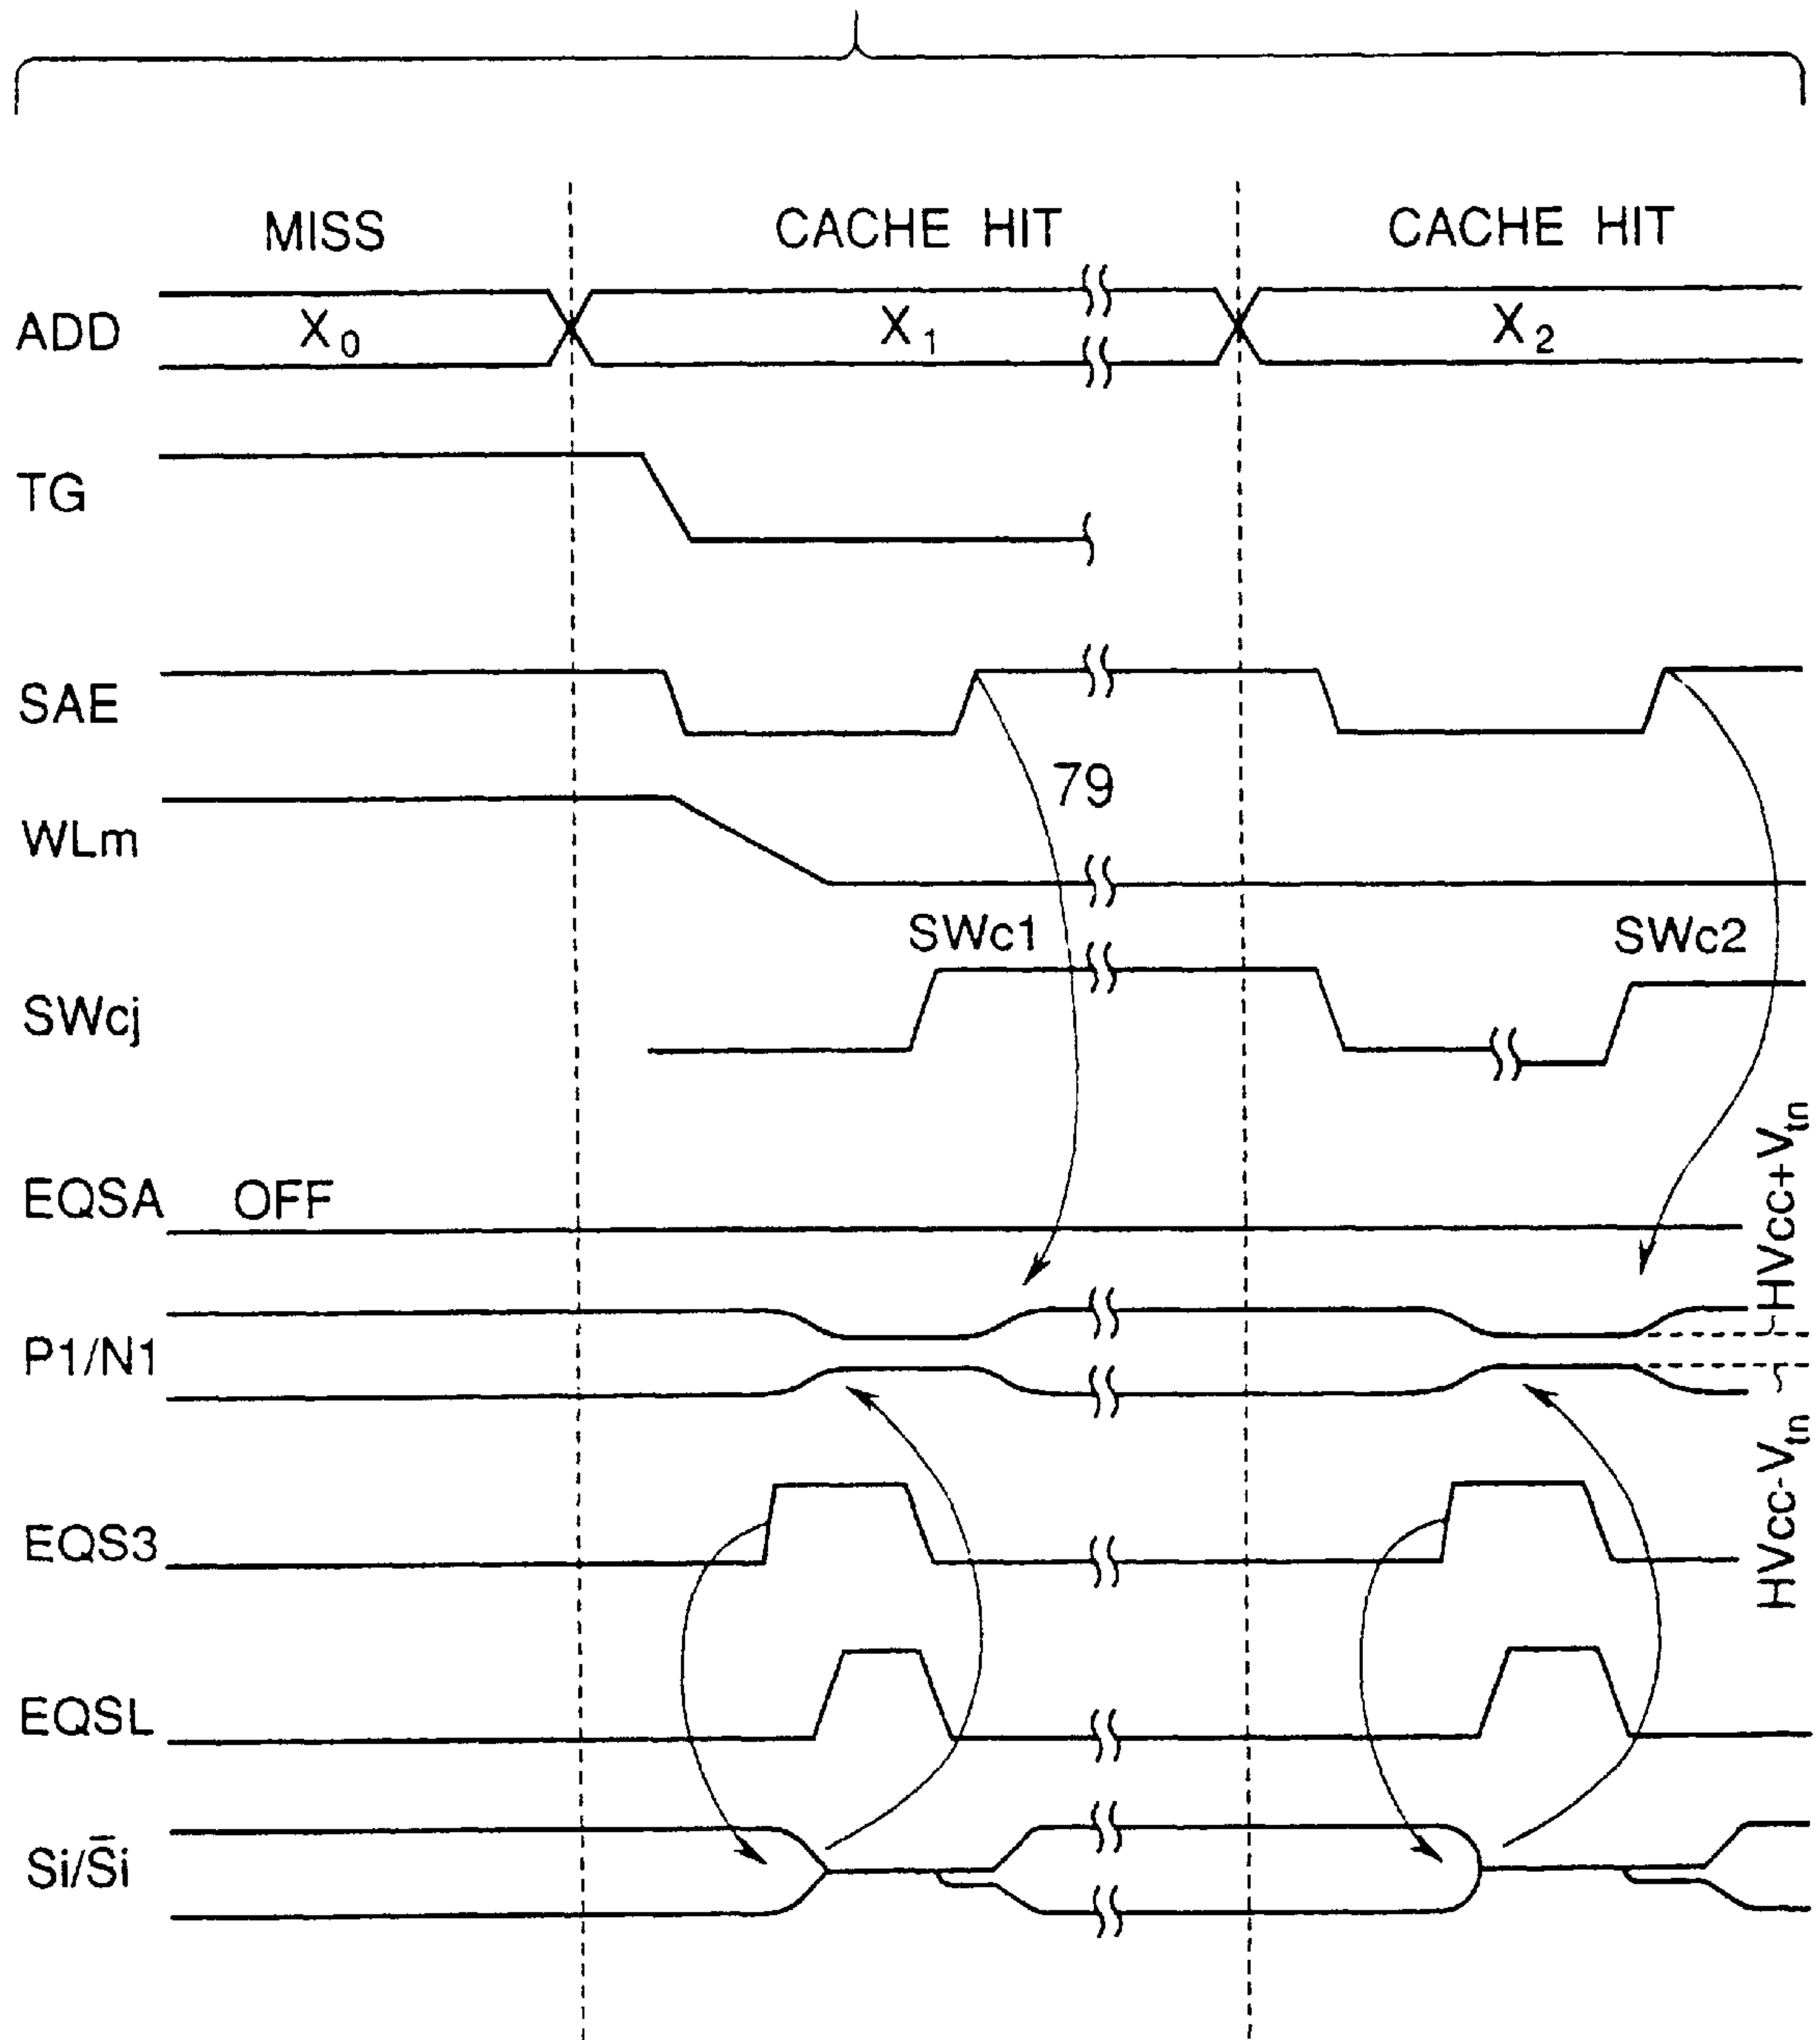 MISS CACHE HIT CACHE HIT
ADD X₀ X₁ X₂
TG
SAE
79
WLm
SWc1 SWc2
SWcj
EQSA OFF
HVcc+Vtn
P1/N1
HVcc-Vtn
EQS3
EQSL
Si/S̄i